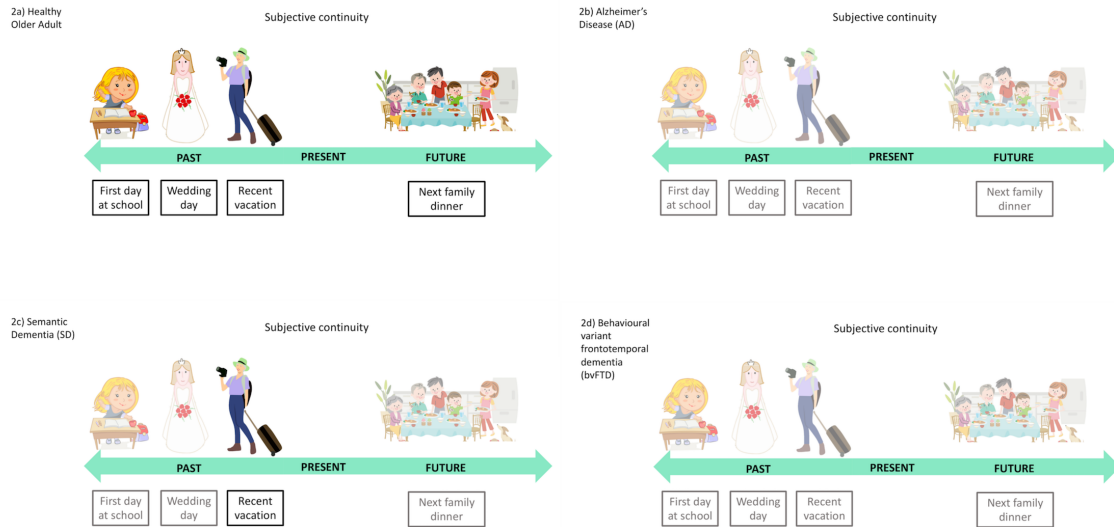 2a) Healthy
Older Adult
Subjective continuity
PAST
PRESENT
FUTURE
First day
at school
Wedding
day
Recent
vacation
Next family
dinner
2b) Alzheimer's
Disease (AD)
Subjective continuity
PAST
PRESENT
FUTURE
First day
at school
Wedding
day
Recent
vacation
Next family
dinner
2c) Semantic
Dementia (SD)
Subjective continuity
PAST
PRESENT
FUTURE
First day
at school
Wedding
day
Recent
vacation
Next family
dinner
2d) Behavioural
variant
frontotemporal
dementia
(bvFTD)
Subjective continuity
PAST
PRESENT
FUTURE
First day
at school
Wedding
day
Recent
vacation
Next family
dinner